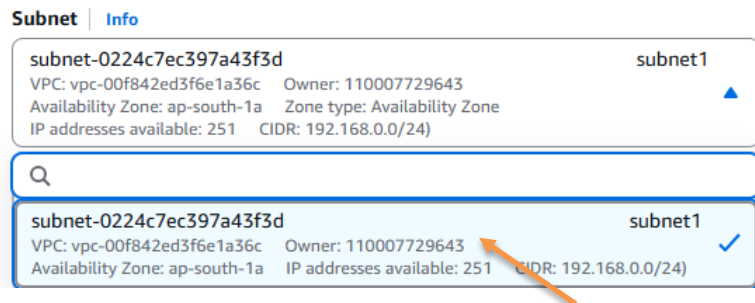 Subnet Info
subnet-0224c7ec397a43f3d subnet1
VPC: vpc-00f842ed3f6e1a36c Owner: 110007729643
Availability Zone: ap-south-1a Zone type: Availability Zone
IP addresses available: 251 CIDR: 192.168.0.0/24)
subnet-0224c7ec397a43f3d subnet1
VPC: vpc-00f842ed3f6e1a36c Owner: 110007729643
Availability Zone: ap-south-1a IP addresses available: 251 CIDR: 192.168.0.0/24)